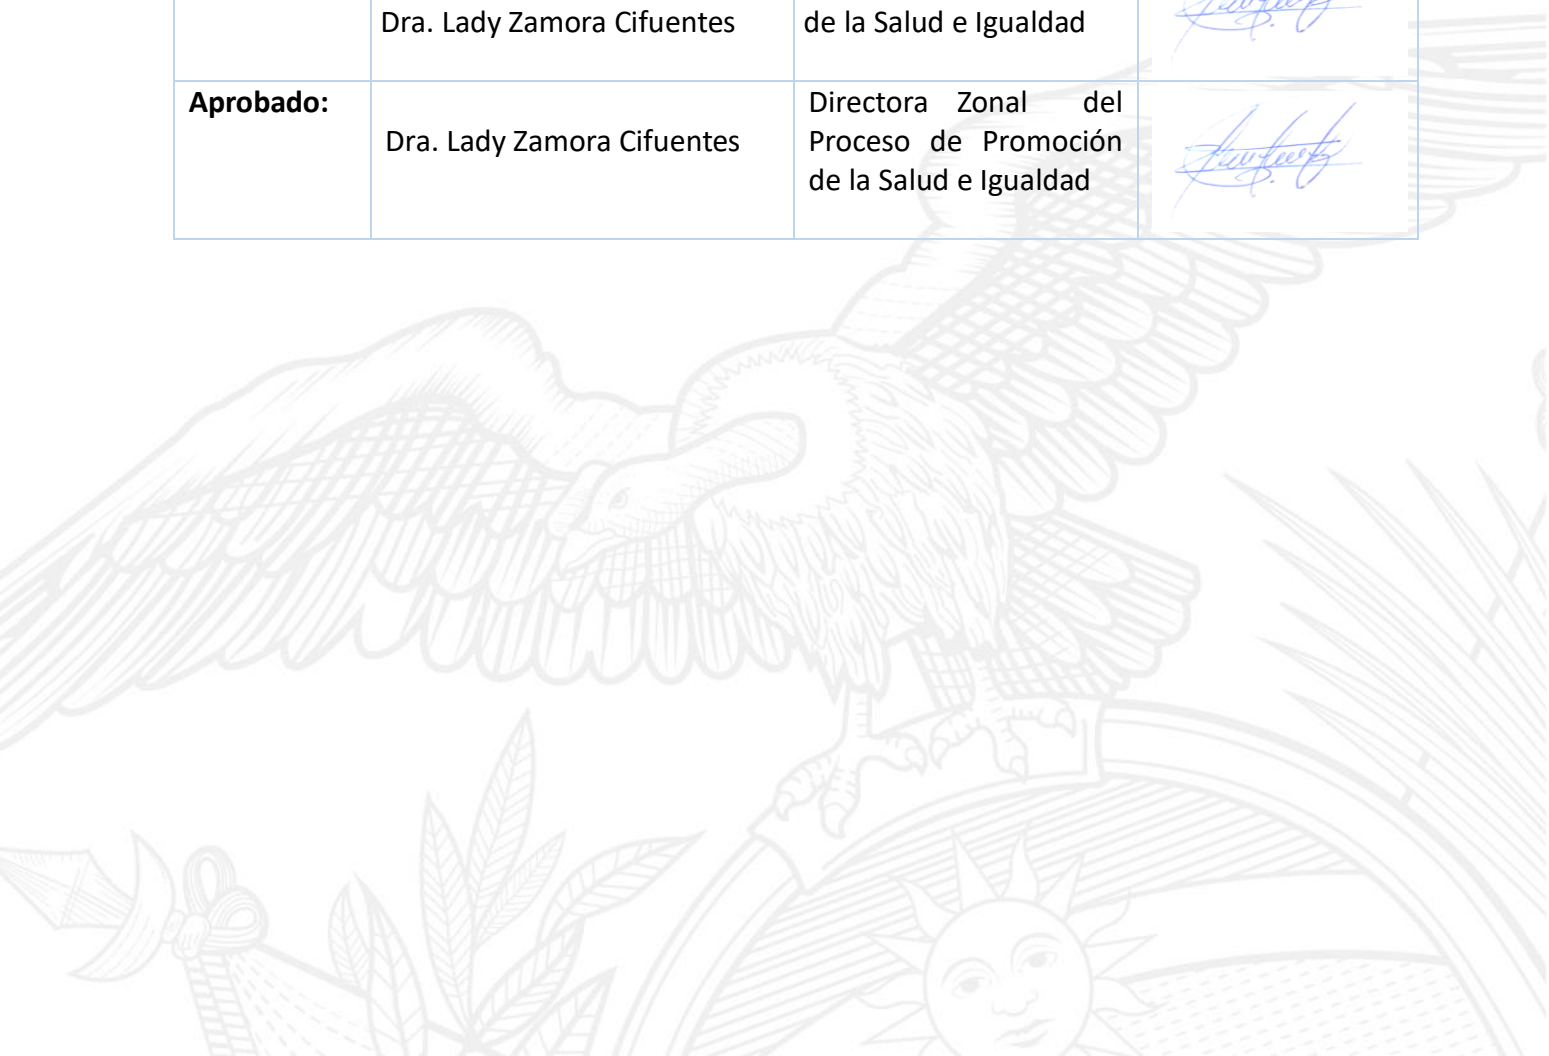 Dra. Lady Zamora Cifuentes
de la Salud e Igualdad
Aprobado:
Dra. Lady Zamora Cifuentes
Directora Zonal del
Proceso de Promoción
de la Salud e Igualdad